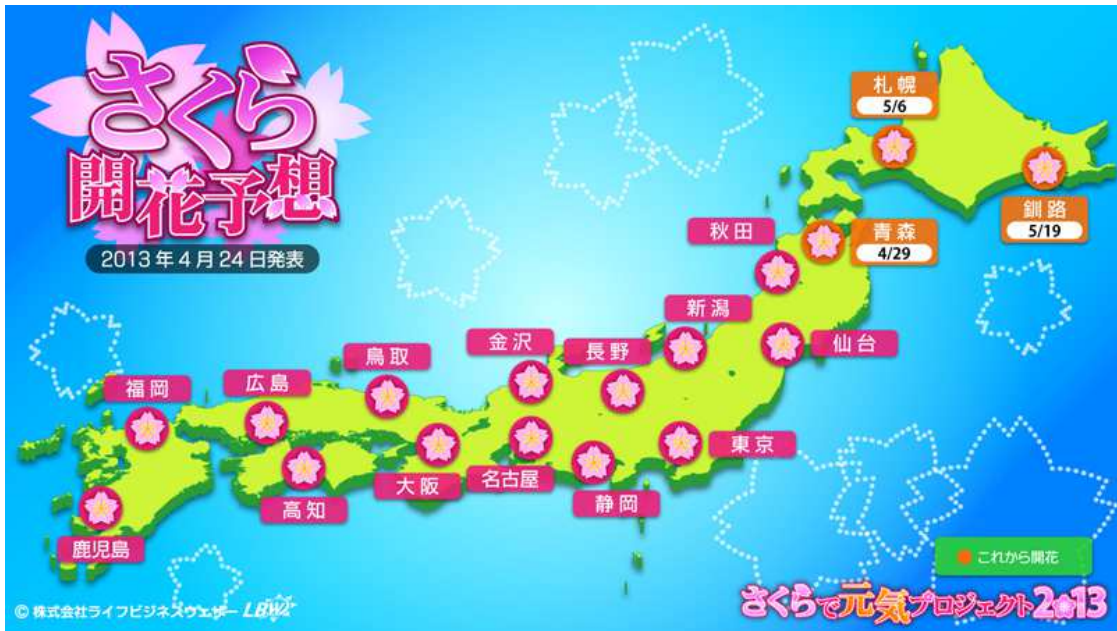 さくら
開花予想
2013年4月24日発表
札幌
5/6
釧路
5/19
青森
4/29
秋田
新潟
仙台
金沢
長野
鳥取
広島
福岡
東京
名古屋
大阪
静岡
高知
鹿児島
これから開花
© 株式会社ライフビジネスウェザー LBW
さくらで元気プロジェクト2013